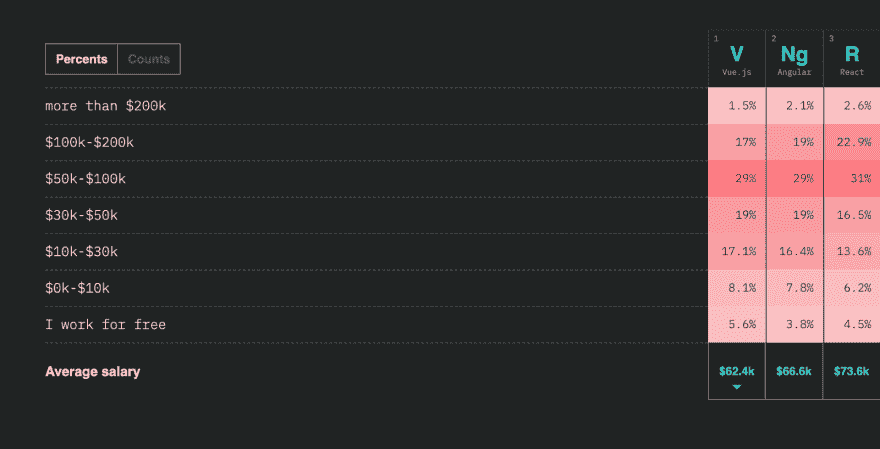 1 2 3
Percents Counts V Ng R
Vue.js Angular React
more than $200k 1.5% 2.1% 2.6%
$100k-$200k 17% 19% 22.9%
$50k-$100k 29% 29% 31%
$30k-$50k 19% 19% 16.5%
$10k-$30k 17.1% 16.4% 13.6%
$0k-$10k 8.1% 7.8% 6.2%
I work for free 5.6% 3.8% 4.5%
Average salary $62.4k $66.6k $73.6k